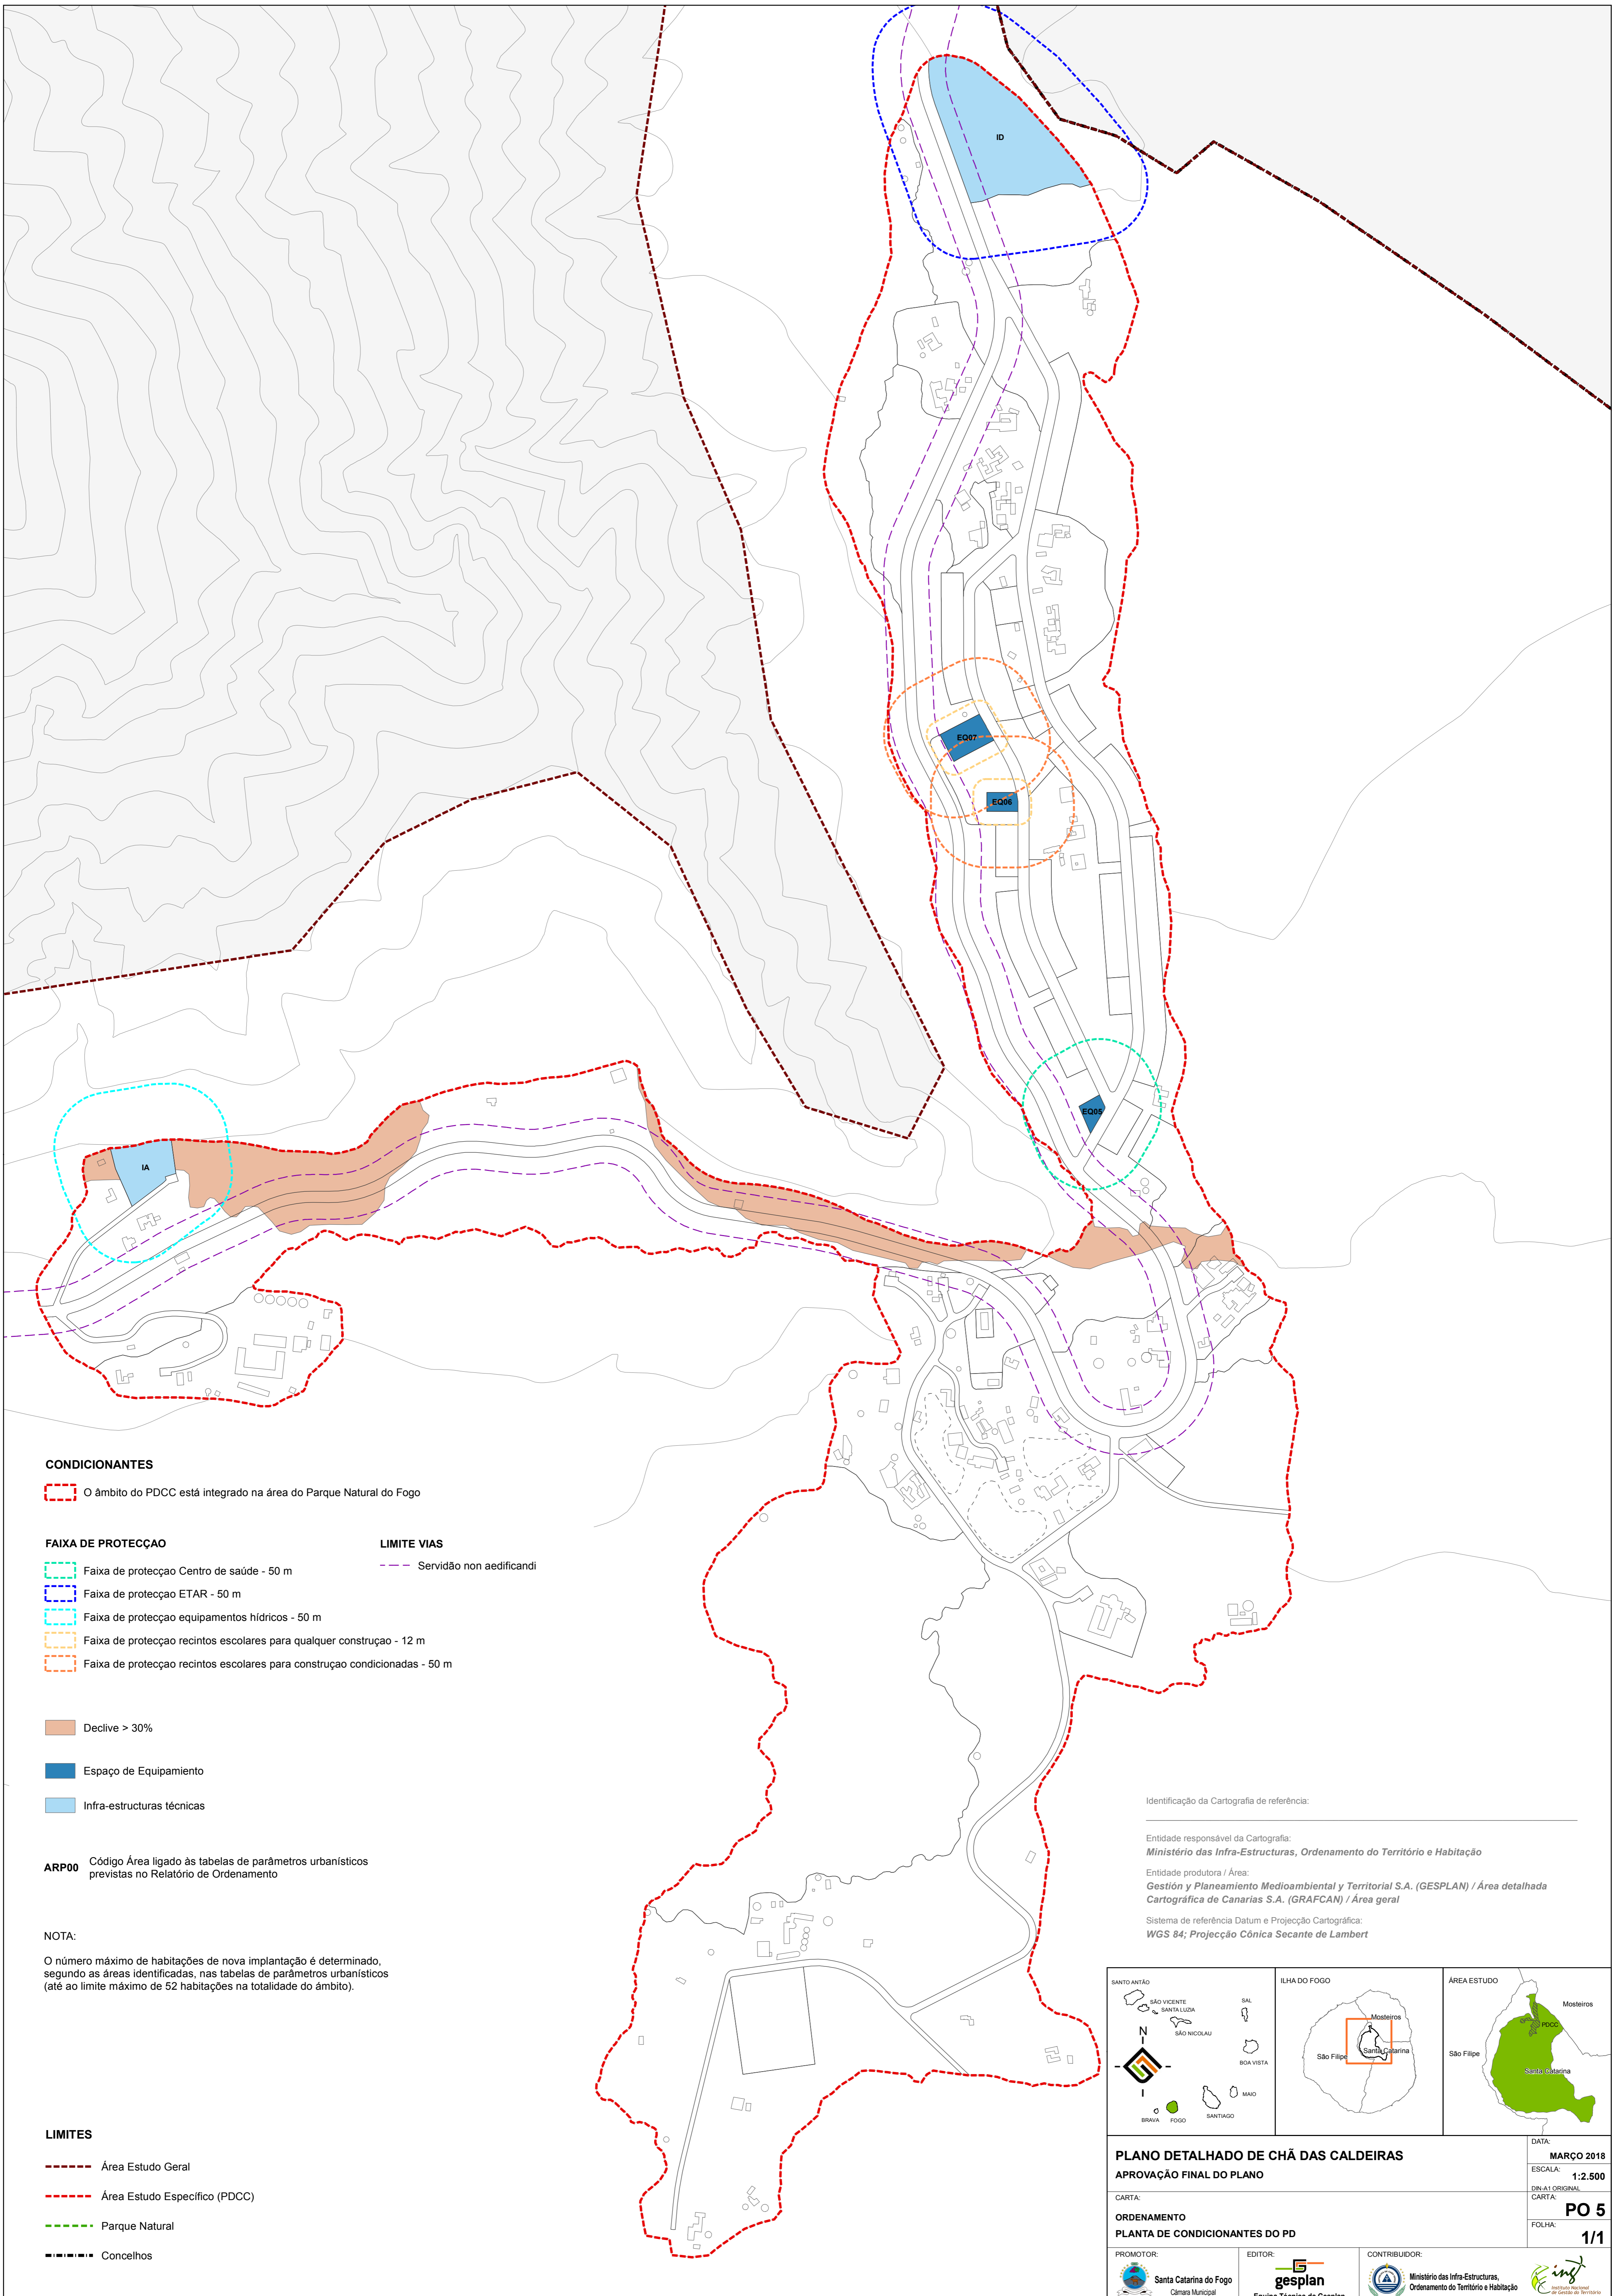 ID
EQ07
EQ06
EQ05
IA
CONDICIONANTES
O âmbito do PDCC está integrado na área do Parque Natural do Fogo
FAIXA DE PROTECÇAO
Faixa de protecçao Centro de saúde - 50 m
Faixa de protecçao ETAR - 50 m
Faixa de protecçao equipamentos hídricos - 50 m
Faixa de protecçao recintos escolares para qualquer construçao - 12 m
Faixa de protecçao recintos escolares para construçao condicionadas - 50 m
LIMITE VIAS
Servidão non aedificandi
Declive > 30%
Espaço de Equipamiento
Infra-estructuras técnicas
ARP00
Código Área ligado às tabelas de parâmetros urbanísticos
previstas no Relatório de Ordenamento
NOTA:
O número máximo de habitações de nova implantação é determinado,
segundo as áreas identificadas, nas tabelas de parâmetros urbanísticos
(até ao limite máximo de 52 habitações na totalidade do ámbito).
LIMITES
Área Estudo Geral
Área Estudo Específico (PDCC)
Parque Natural
Concelhos
Identificação da Cartografia de referência:
Entidade responsável da Cartografia:
Ministério das Infra-Estructuras, Ordenamento do Território e Habitação
Entidade produtora / Área:
Gestión y Planeamiento Medioambiental y Territorial S.A. (GESPLAN) / Área detalhada
Cartográfica de Canarias S.A. (GRAFCAN) / Área geral
Sistema de referência Datum e Projecção Cartográfica:
WGS 84; Projecção Cônica Secante de Lambert
SANTO ANTÃO
SÃO VICENTE
SANTA LUZIA
SÃO NICOLAU
SAL
BOA VISTA
N
MAIO
SANTIAGO
BRAVA
FOGO
ILHA DO FOGO
Mosteiros
São Filipe
Santa Catarina
ÁREA ESTUDO
Mosteiros
PDCC
São Filipe
Santa Catarina
PLANO DETALHADO DE CHÃ DAS CALDEIRAS
APROVAÇÃO FINAL DO PLANO
DATA:
MARÇO 2018
ESCALA:
1:2.500
DIN-A1 ORIGINAL
CARTA:
ORDENAMENTO
PLANTA DE CONDICIONANTES DO PD
CARTA:
PO 5
FOLHA:
1/1
PROMOTOR:
Santa Catarina do Fogo
Câmara Municipal
EDITOR:
gesplan
Equipo Técnico de Gesplan
CONTRIBUIDOR:
Ministério das Infra-Estructuras,
Ordenamento do Território e Habitação
ingt
Instituto Nacional
de Gestão do Território